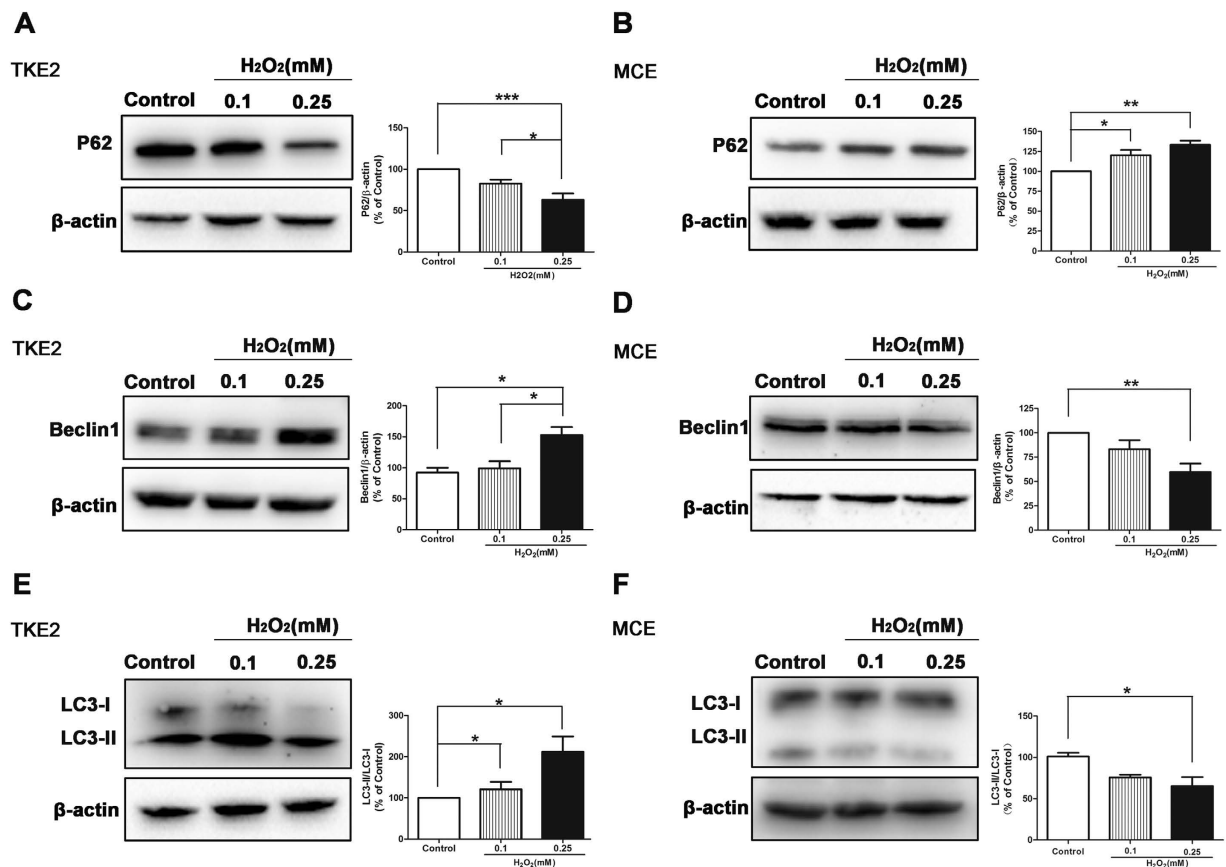 A
TKE2
H₂O₂(mM)
Control 0.1 0.25
P62
β-actin
P62/β-actin
(% of Control)
150
100
50
0
***
*
Control 0.1 0.25
H2O2(mM)
B
MCE
H₂O₂(mM)
Control 0.1 0.25
P62
β-actin
P62/β-actin
(% of Control)
150
125
100
75
50
25
0
**
*
Control 0.1 0.25
H₂O₂(mM)
C
TKE2
H₂O₂(mM)
Control 0.1 0.25
Beclin1
β-actin
Beclin1/β-actin
(% of Control)
200
150
100
50
0
*
*
Control 0.1 0.25
H₂O₂(mM)
D
MCE
H₂O₂(mM)
Control 0.1 0.25
Beclin1
β-actin
Beclin1/β-actin
(% of Control)
125
100
75
50
25
0
**
Control 0.1 0.25
H₂O₂(mM)
E
TKE2
H₂O₂(mM)
Control 0.1 0.25
LC3-I
LC3-II
β-actin
LC3-II/LC3-I
(% of Control)
300
200
100
0
*
*
Control 0.1 0.25
H₂O₂(mM)
F
MCE
H₂O₂(mM)
Control 0.1 0.25
LC3-I
LC3-II
β-actin
LC3-II/LC3-I
(% of Control)
150
100
50
0
*
Control 0.1 0.25
H₂O₂(mM)